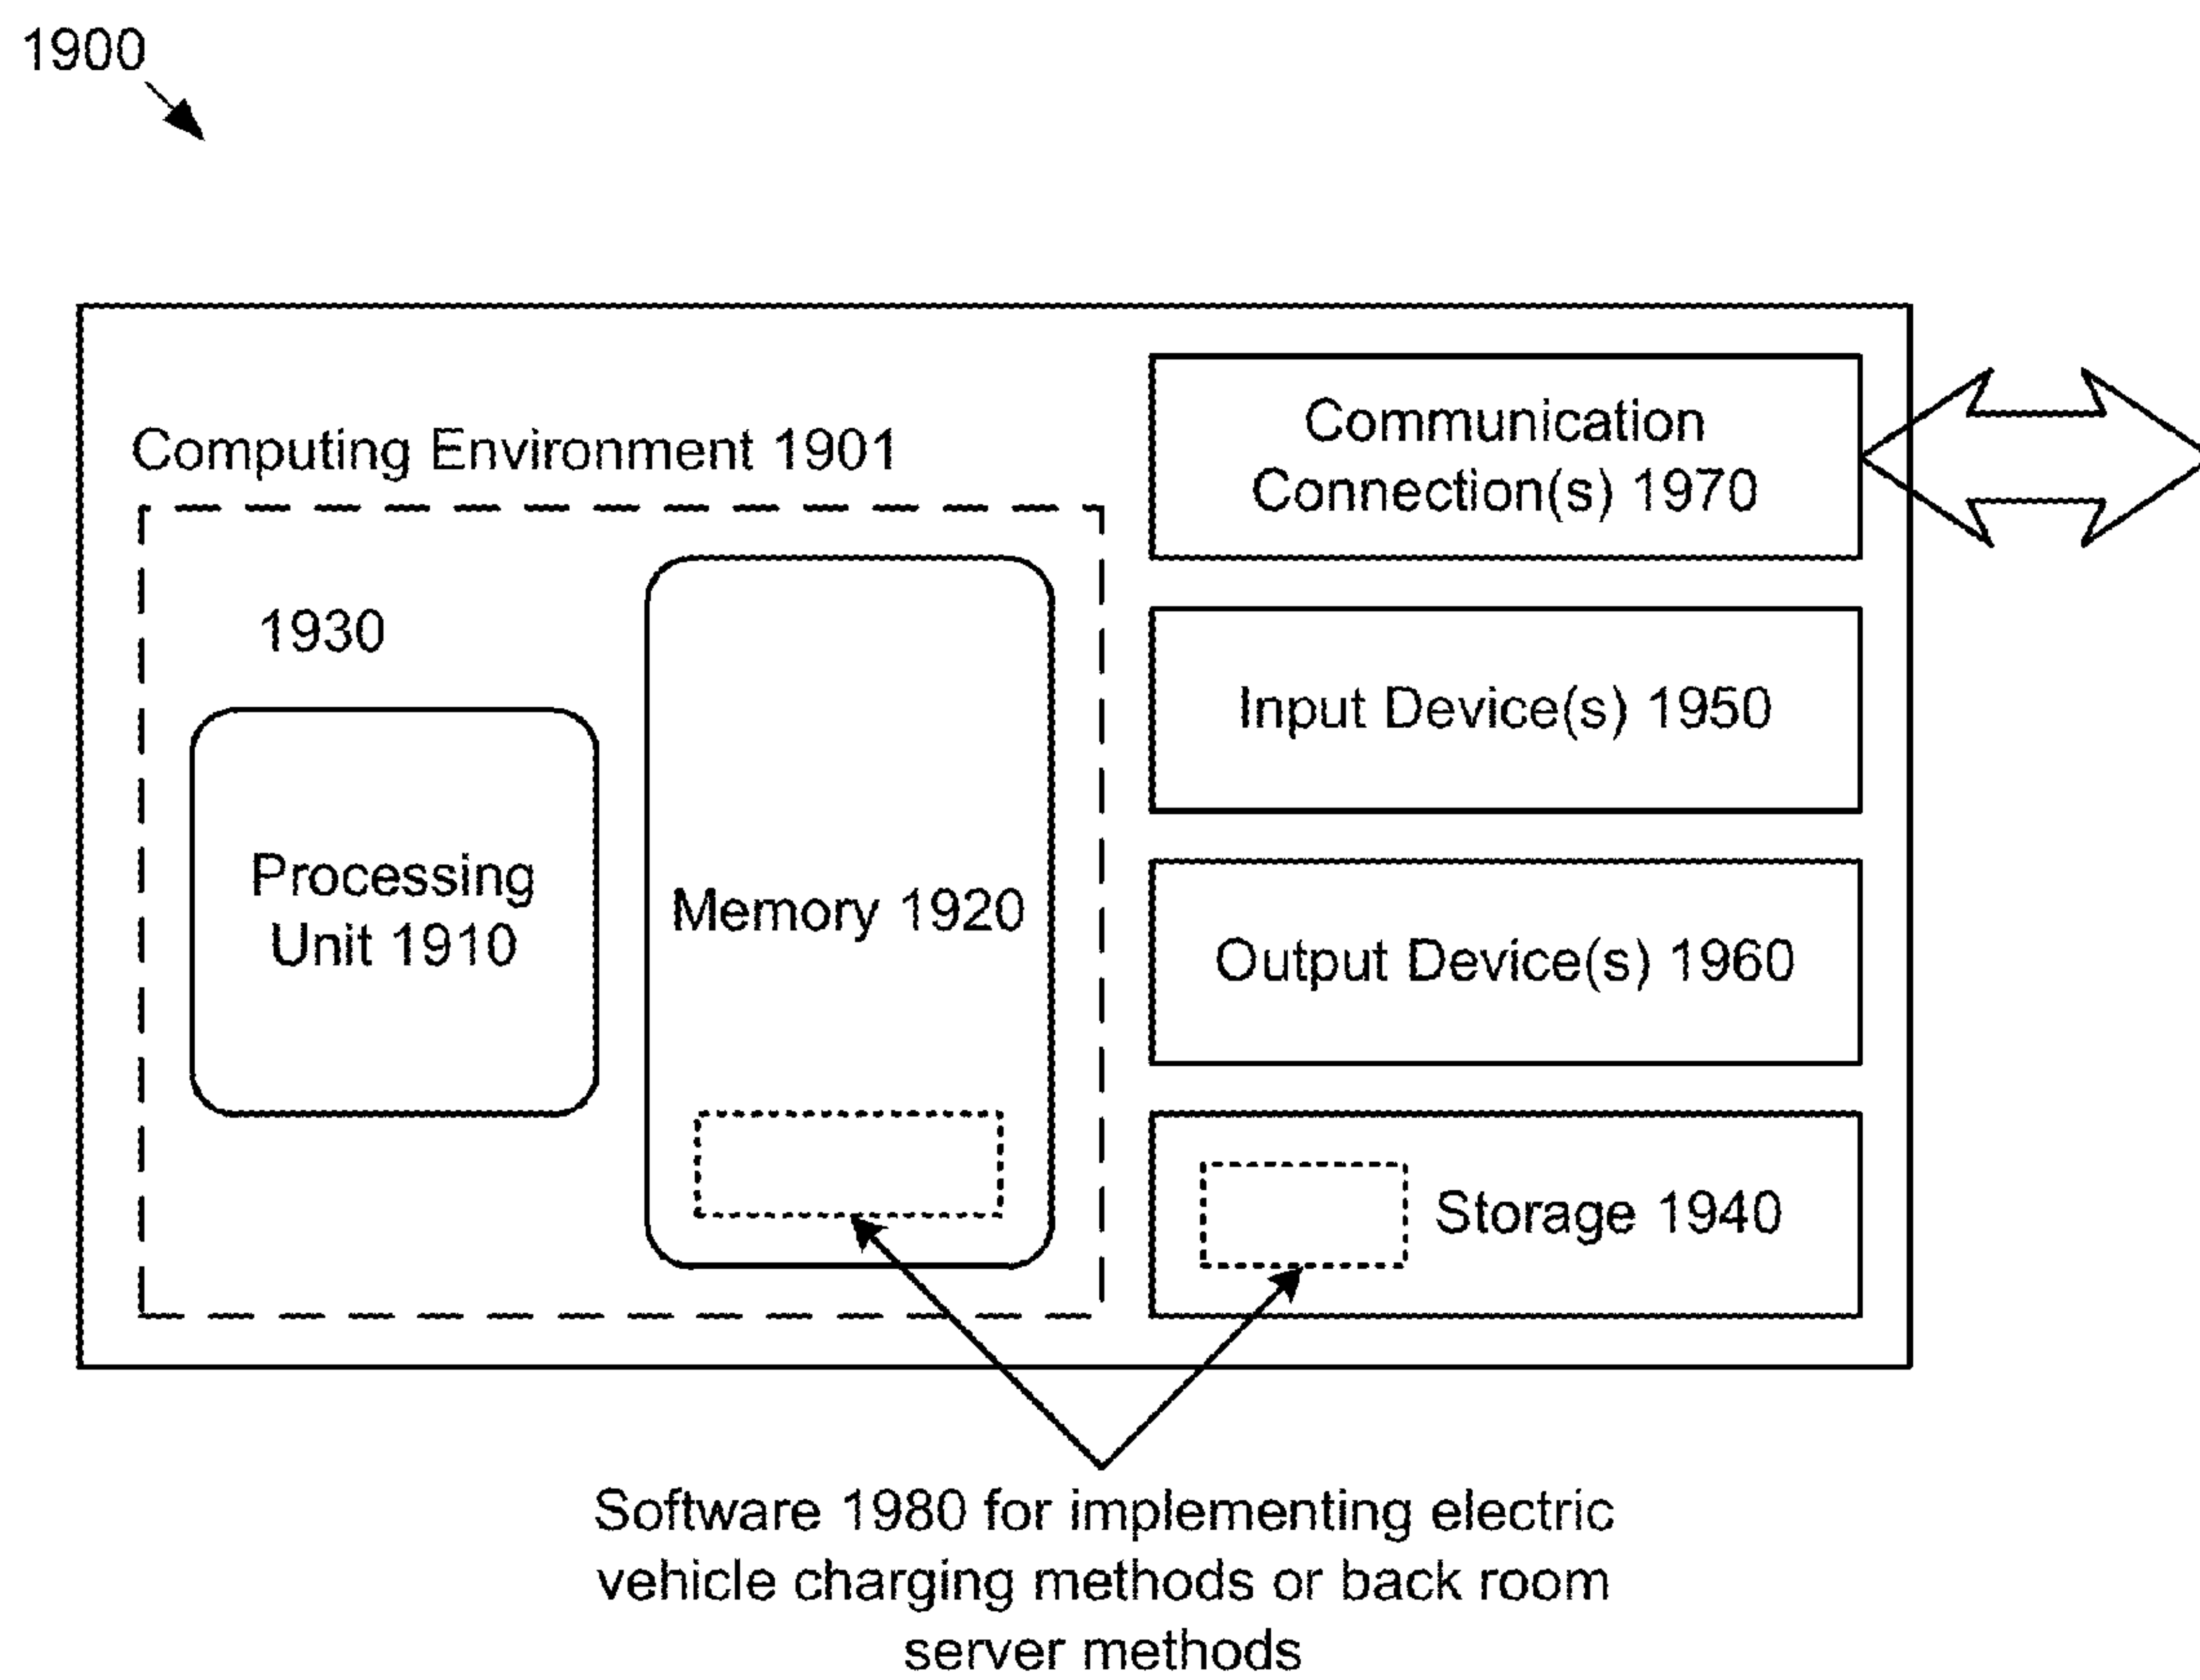 1900
Computing Environment 1901
1930
Processing
Unit 1910
Memory 1920
Communication
Connection(s) 1970
Input Device(s) 1950
Output Device(s) 1960
Storage 1940
Software 1980 for implementing electric
vehicle charging methods or back room
server methods